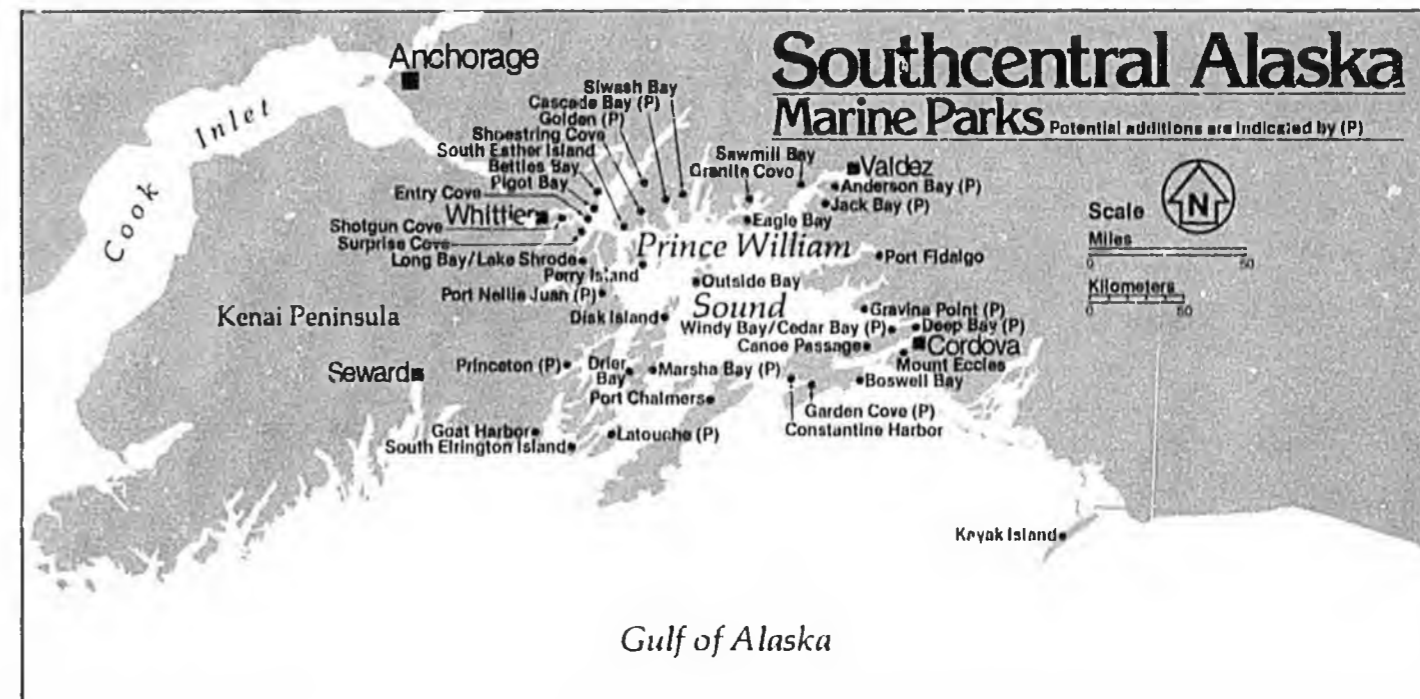 Southcentral Alaska
Marine Parks Potential additions are indicated by (P)
Anchorage
Cook Inlet
Siwash Bay
Cascade Bay (P)
Golden (P)
Shoestring Cove
South Esther Island
Bettles Bay
Pigot Bay
Entry Cove
Whittier
Shotgun Cove
Surprise Cove
Long Bay/Lake Shrode
Perry Island
Port Nellie Juan (P)
Sawmill Bay
Granite Cove
Valdez
Anderson Bay (P)
Jack Bay (P)
Eagle Bay
Prince William
Sound
Port Fidalgo
Outside Bay
Scale
Miles
0 50
Kilometers
0 50
N
Kenai Peninsula
Disk Island
Gravina Point (P)
Windy Bay/Cedar Bay (P)
Deep Bay (P)
Canoe Passage
Cordova
Mount Eccles
Seward
Princeton (P)
Drier
Bay
Marsha Bay (P)
Boswell Bay
Port Chalmers
Garden Cove (P)
Constantine Harbor
Goat Harbor
South Elrington Island
Latouche (P)
Kayak Island
Gulf of Alaska